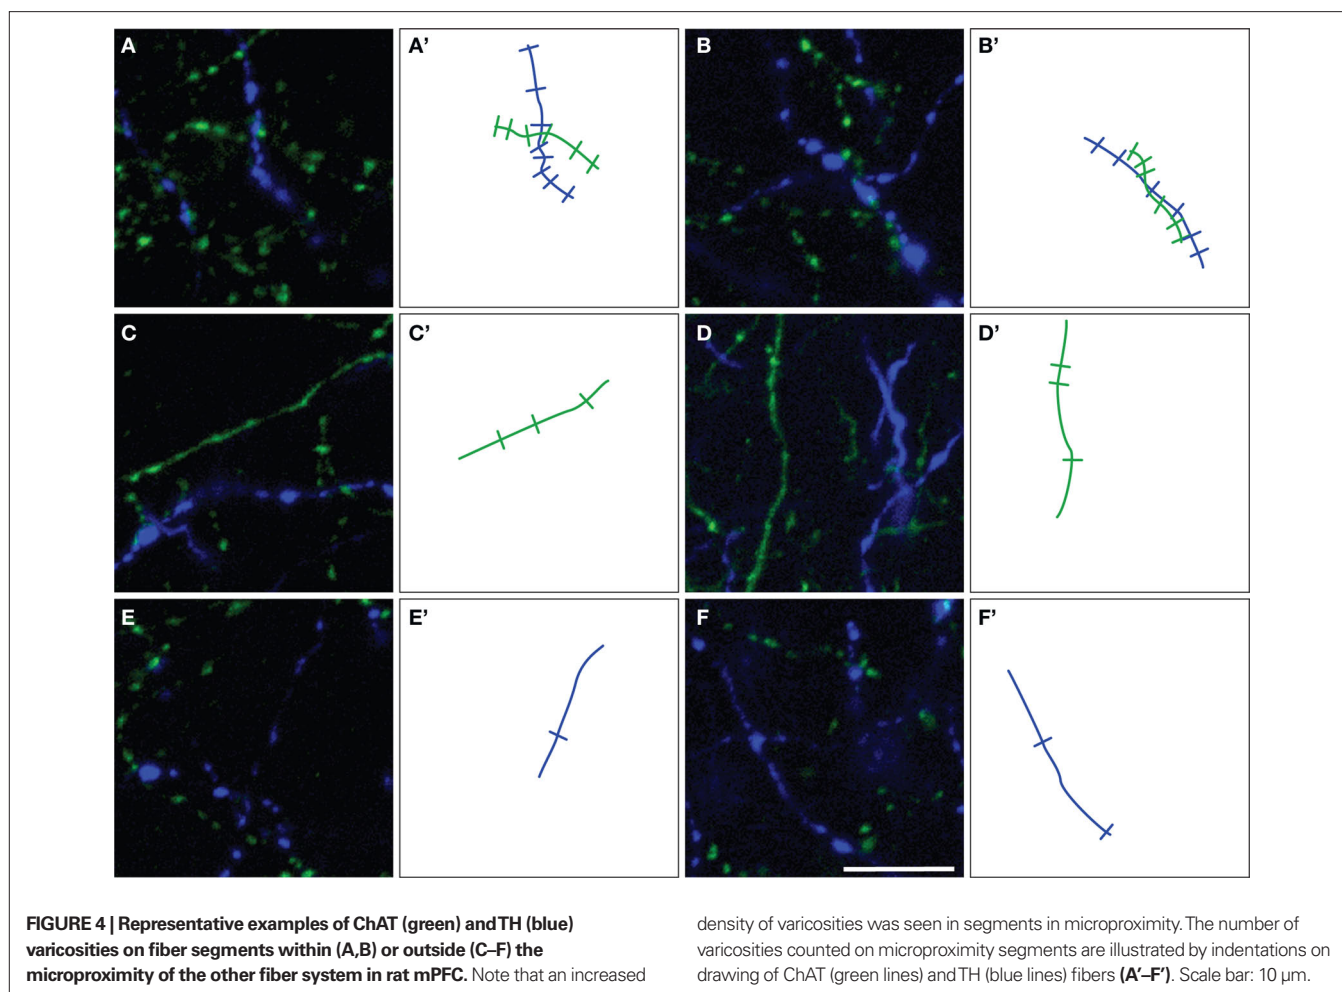 A
A’
B
B’
C
C’
D
D’
E
E’
F
F’
FIGURE 4 | Representative examples of ChAT (green) and TH (blue)
varicosities on fiber segments within (A,B) or outside (C–F) the
microproximity of the other fiber system in rat mPFC. Note that an increased
density of varicosities was seen in segments in microproximity. The number of
varicosities counted on microproximity segments are illustrated by indentations on
drawing of ChAT (green lines) and TH (blue lines) fibers (A’–F’). Scale bar: 10 μm.